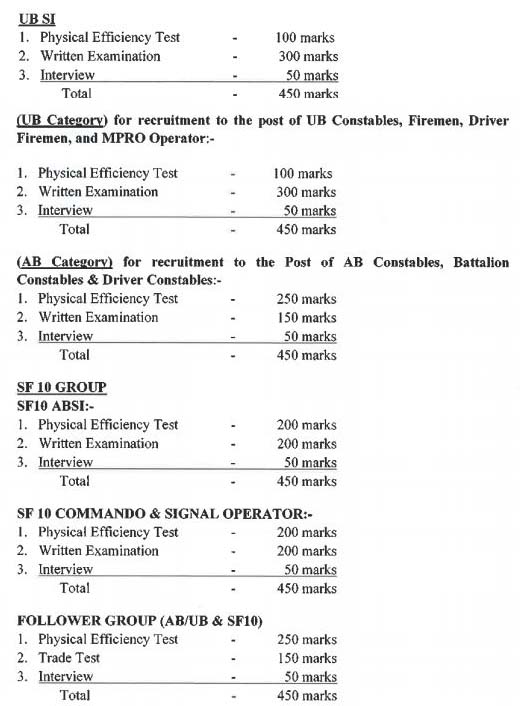 UB SI
1. Physical Efficiency Test - 100 marks
2. Written Examination - 300 marks
3. Interview - 50 marks
Total - 450 marks
(UB Category) for recruitment to the post of UB Constables, Firemen, Driver
Firemen, and MPRO Operator:-
1. Physical Efficiency Test - 100 marks
2. Written Examination - 300 marks
3. Interview - 50 marks
Total - 450 marks
(AB Category) for recruitment to the Post of AB Constables, Battalion
Constables & Driver Constables:-
1. Physical Efficiency Test - 250 marks
2. Written Examination - 150 marks
3. Interview - 50 marks
Total - 450 marks
SF 10 GROUP
SF10 ABSI:-
1. Physical Efficiency Test - 200 marks
2. Written Examination - 200 marks
3. Interview - 50 marks
Total - 450 marks
SF 10 COMMANDO & SIGNAL OPERATOR:-
1. Physical Efficiency Test - 200 marks
2. Written Examination - 200 marks
3. Interview - 50 marks
Total - 450 marks
FOLLOWER GROUP (AB/UB & SF10)
1. Physical Efficiency Test - 250 marks
2. Trade Test - 150 marks
3. Interview - 50 marks
Total - 450 marks